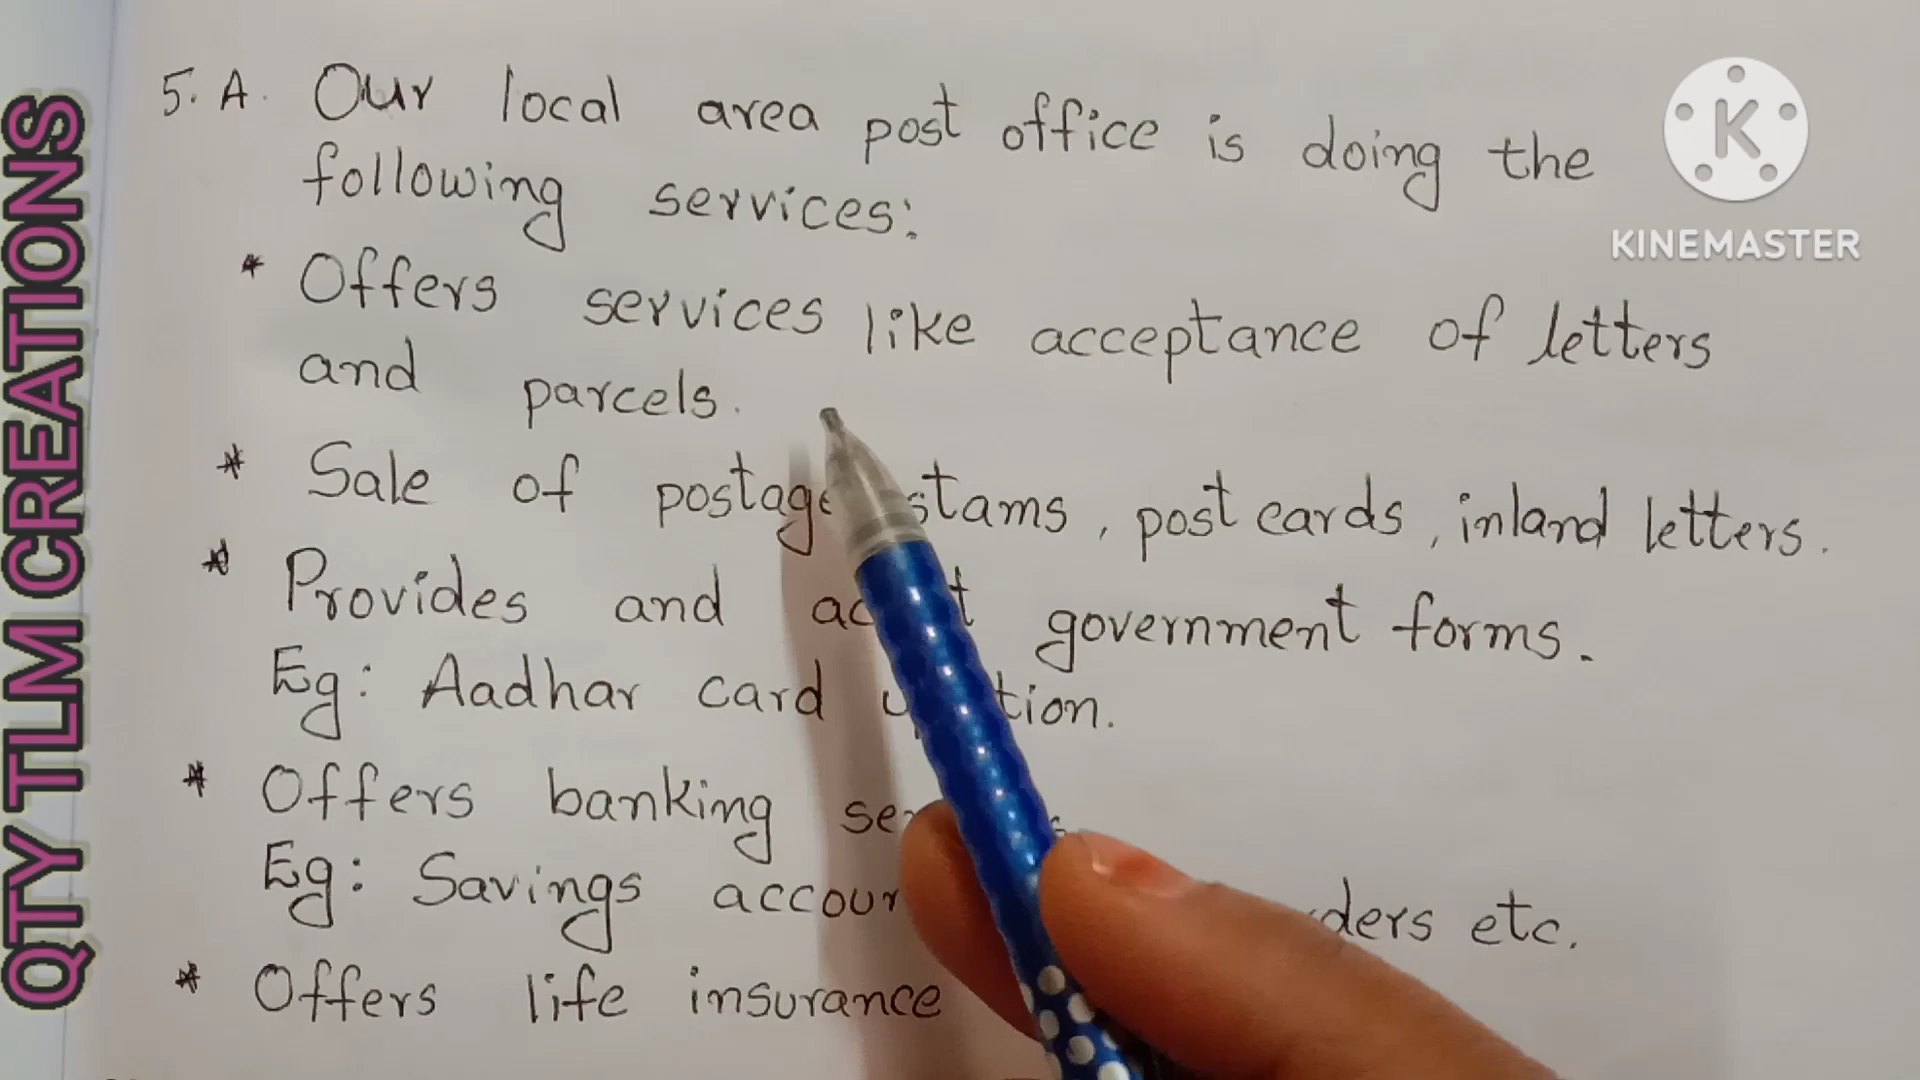 QTY TLM CREATIONS
K
KINEMASTER
5. A. Our local area post office is doing the
following services:
* Offers services like acceptance of letters
and parcels.
* Sale of postage stams, post cards, inland letters.
* Provides and government forms.
Eg: Aadhar card
* Offers banking
Eg: Savings etc.
* Offers life insurance